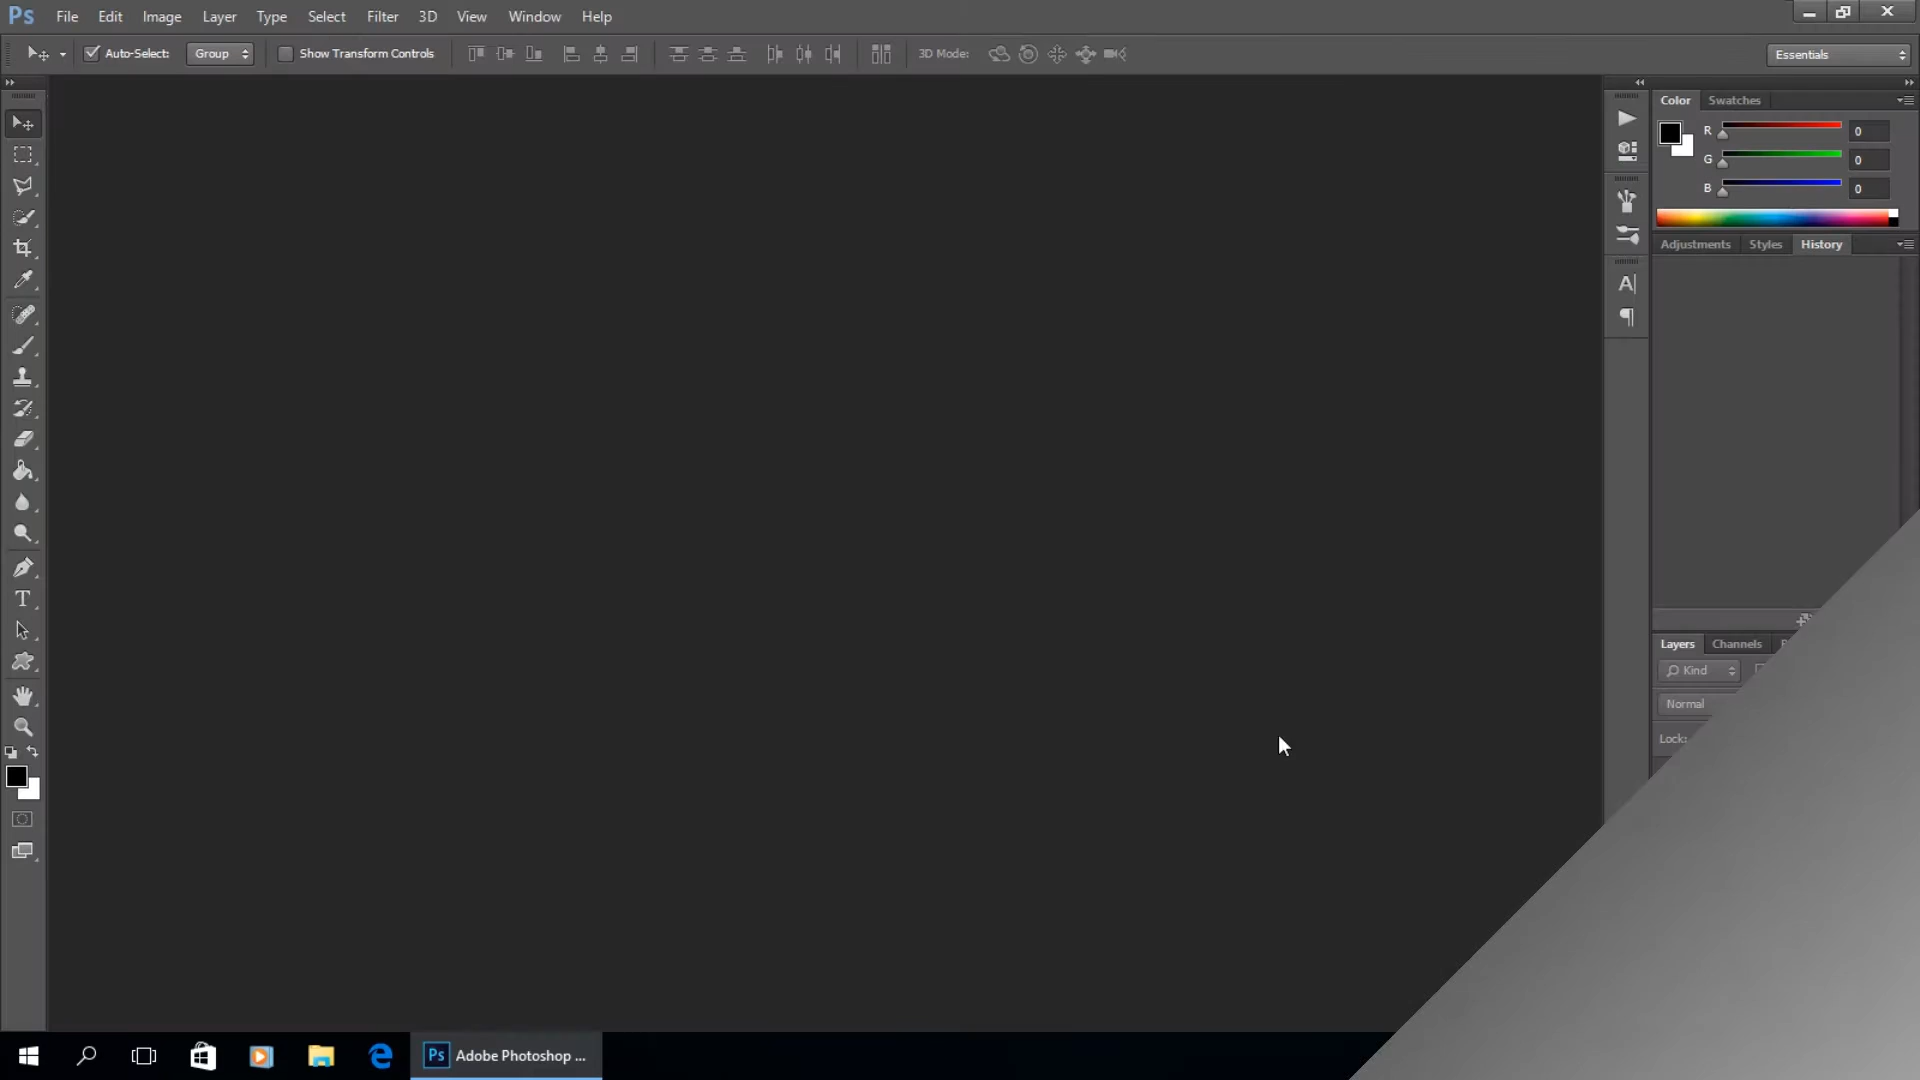 Ps File Edit Image Layer Type Select Filter 3D View Window Help
Auto-Select: Group Show Transform Controls 3D Mode: Essentials
Color Swatches
R 0
G 0
B 0
Adjustments Styles History
A
T
Layers Channels
Kind
Normal
Lock:
Ps Adobe Photoshop ...